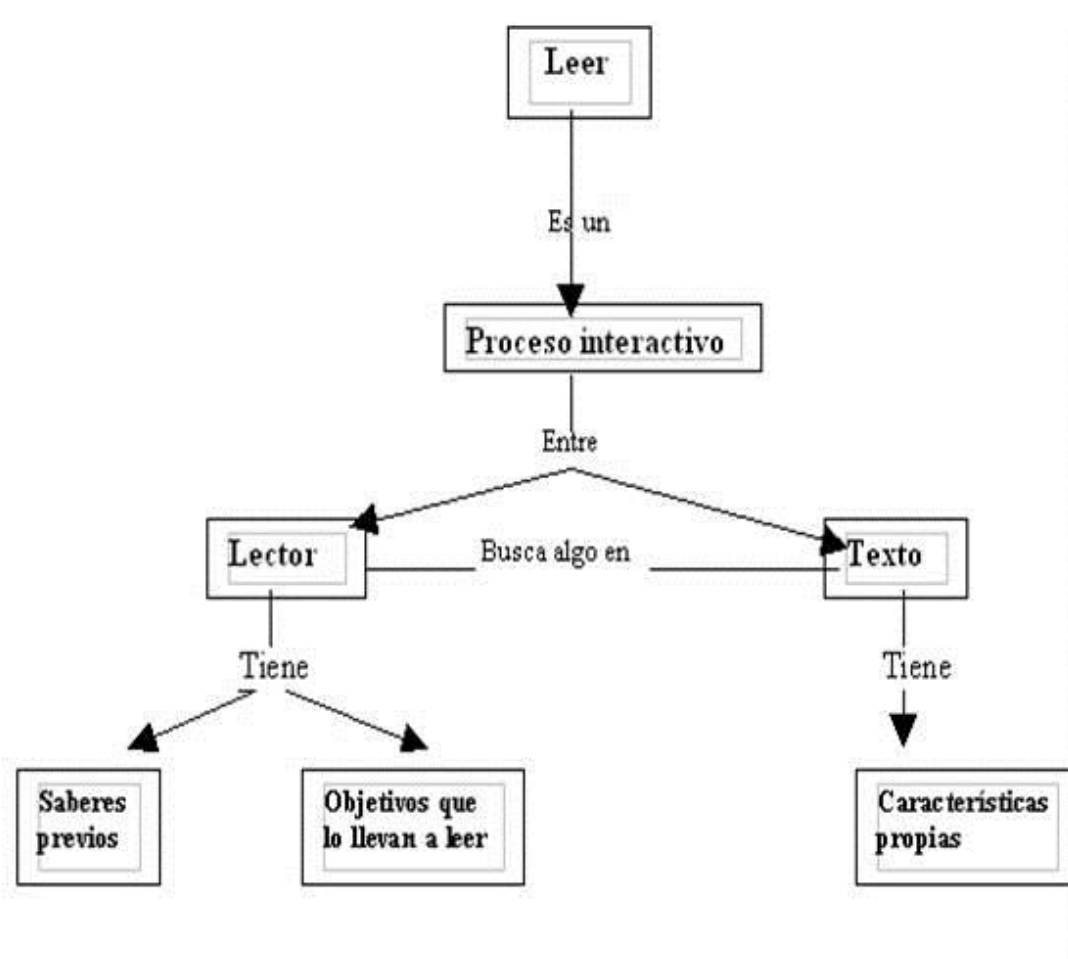 Leer
Es un
Proceso interactivo
Entre
Lector
Busca algo en
Texto
Tiene
Tiene
Saberes
previos
Objetivos que
lo llevan a leer
Características
propias